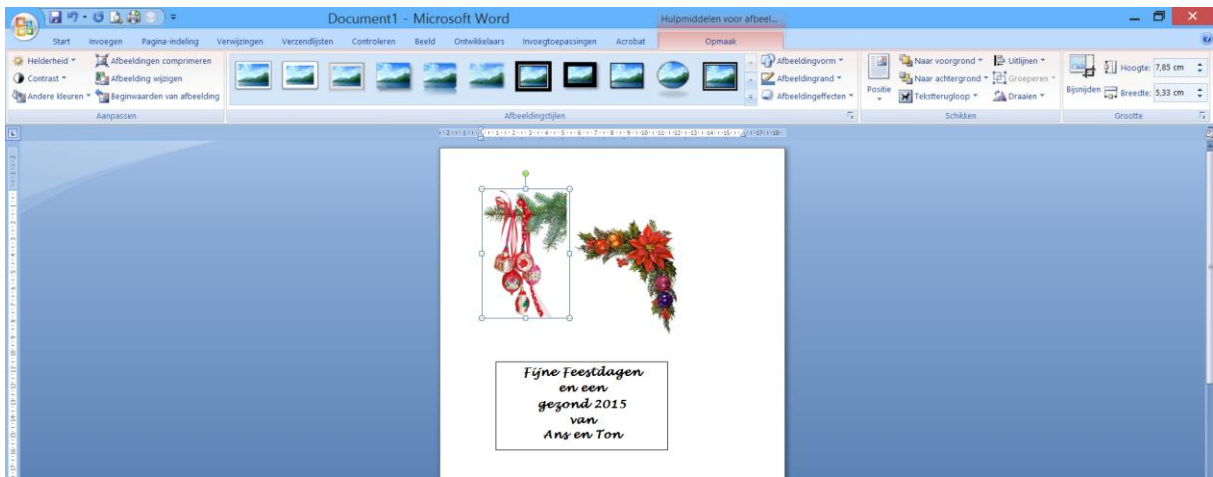 Document1 - Microsoft Word
Hulpmiddelen voor afbeel...
Start Invoegen Pagina-indeling Verwijzingen Verzendlijsten Controleren Beeld Ontwikkelaars Invoegtoepassingen Acrobat Opmaak
Helderheid
Contrast
Andere kleuren
Afbeeldingen comprimeren
Afbeelding wijzigen
Beginwaarden van afbeelding
Aanpassen
Afbeeldingstijlen
Afbeeldingvorm
Afbeeldingrand
Afbeeldingeffecten
Positie
Naar voorgrond
Naar achtergrond
Tekstterugloop
Uitlijnen
Groeperen
Draaien
Schikken
Bijsnijden
Hoogte: 7,85 cm
Breedte: 5,33 cm
Grootte
Fijne Feestdagen
en een
gezond 2015
van
Ans en Ton